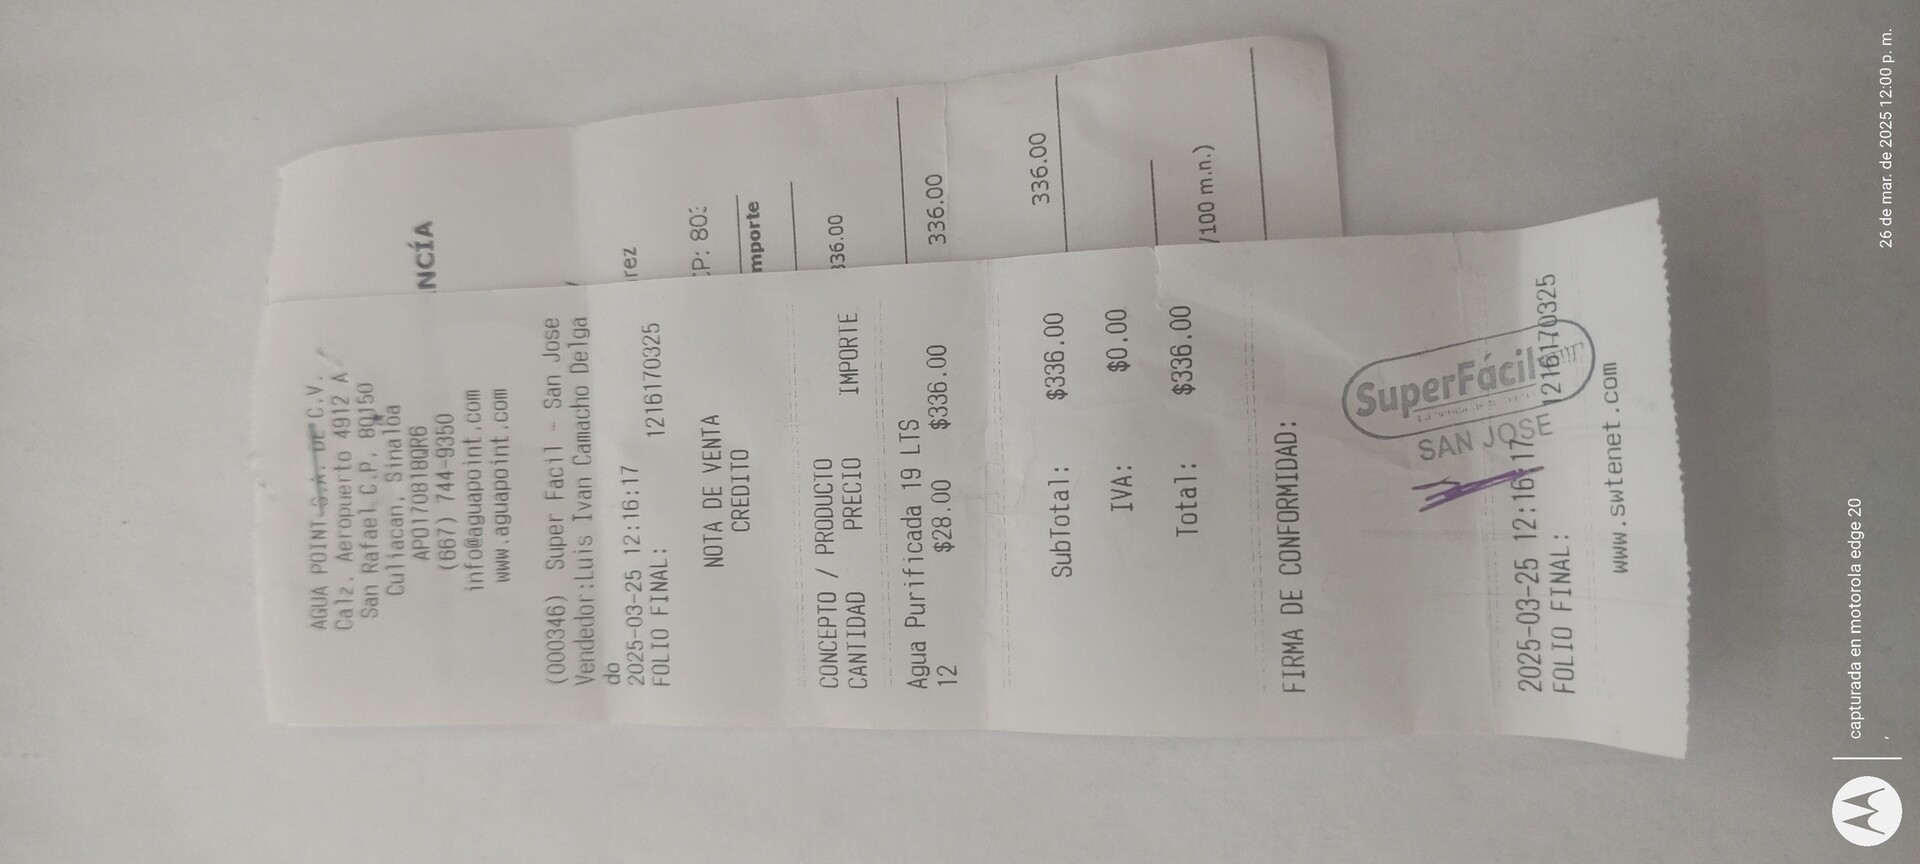 AGUA POINT S.A. DE C.V.
Calz. Aeropuerto 4912 A
San Rafael C.P. 80150
Culiacan, Sinaloa
APO170818QR6
(667) 744-9350
info@aguapoint.com
www.aguapoint.com
(000346) Super Facil - San Jose
Vendedor:Luis Ivan Camacho Delga
do
2025-03-25 12:16:17
FOLIO FINAL: 1216170325
NOTA DE VENTA
CREDITO
CONCEPTO / PRODUCTO
CANTIDAD PRECIO IMPORTE
Agua Purificada 19 LTS
12 $28.00 $336.00
SubTotal: $336.00
IVA: $0.00
Total: $336.00
FIRMA DE CONFORMIDAD:
SuperFácil
SAN JOSE
2025-03-25 12:16:17
FOLIO FINAL: 1216170325
www.swtenet.com
NCÍA
rez
CP: 803
mporte
336.00
336.00
336.00
/100 m.n.)
capturada en motorola edge 20
26 de mar. de 2025 12:00 p. m.